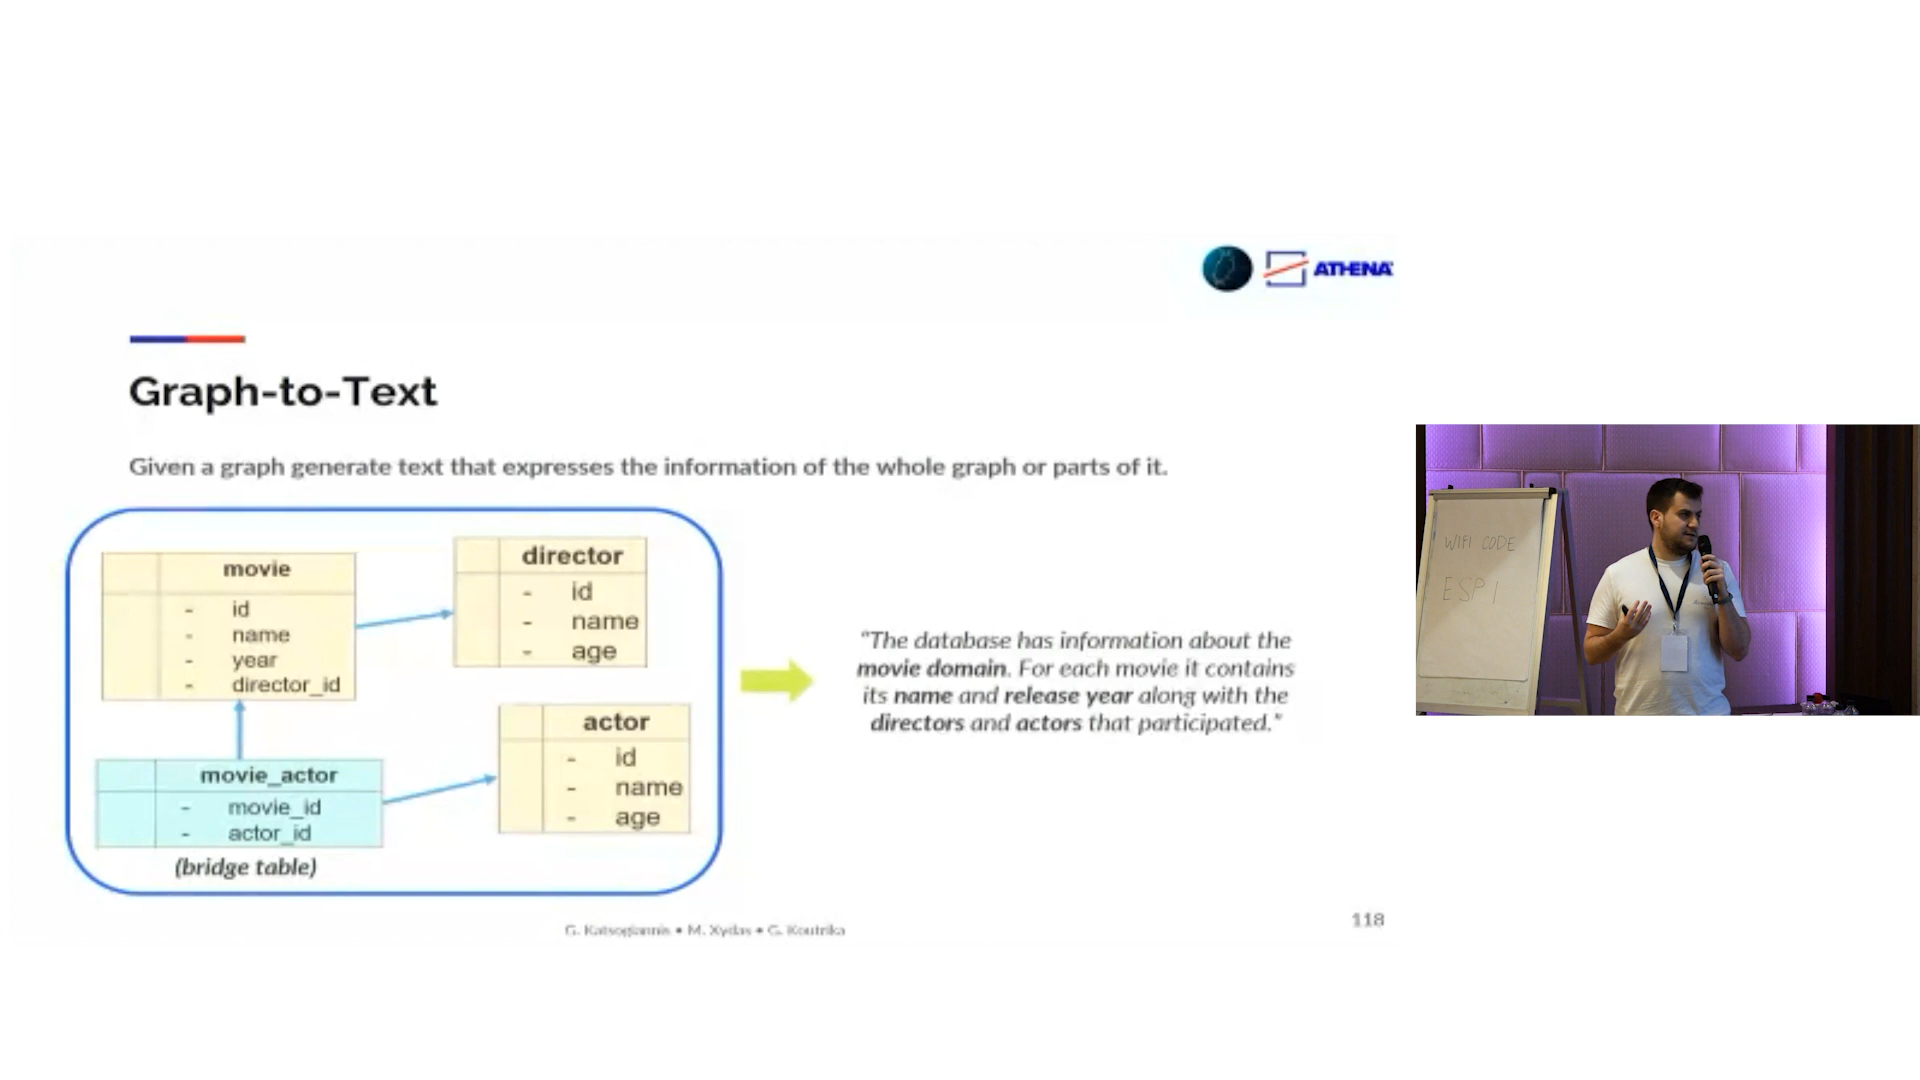 ATHENA
Graph-to-Text
Given a graph generate text that expresses the information of the whole graph or parts of it.
movie
- id
- name
- year
- director_id
director
- id
- name
- age
movie_actor
- movie_id
- actor_id
(bridge table)
actor
- id
- name
- age
"The database has information about the
movie domain. For each movie it contains
its name and release year along with the
directors and actors that participated."
G. Katsogiannis • M. Xydas • G. Koutrika
118
WIFI CODE
ESP1